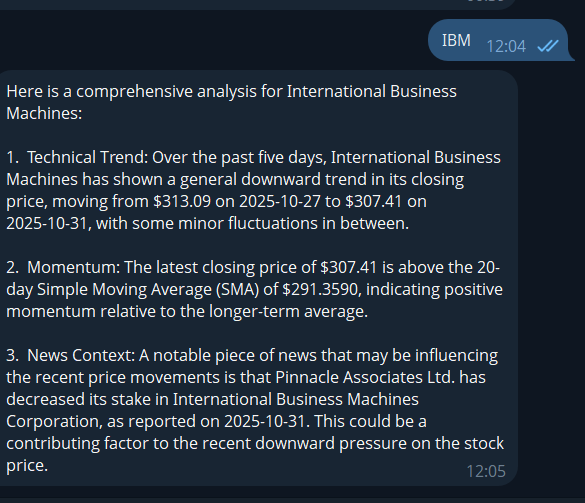 IBM 12:04
Here is a comprehensive analysis for International Business
Machines:
1. Technical Trend: Over the past five days, International Business
Machines has shown a general downward trend in its closing
price, moving from $313.09 on 2025-10-27 to $307.41 on
2025-10-31, with some minor fluctuations in between.
2. Momentum: The latest closing price of $307.41 is above the 20-
day Simple Moving Average (SMA) of $291.3590, indicating positive
momentum relative to the longer-term average.
3. News Context: A notable piece of news that may be influencing
the recent price movements is that Pinnacle Associates Ltd. has
decreased its stake in International Business Machines
Corporation, as reported on 2025-10-31. This could be a
contributing factor to the recent downward pressure on the stock
price.
12:05